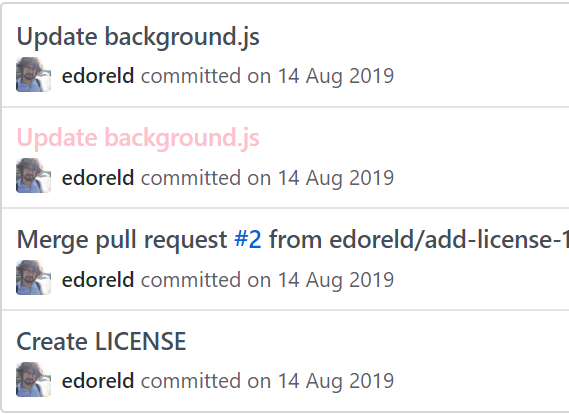 Update background.js
edoreld committed on 14 Aug 2019
Update background.js
edoreld committed on 14 Aug 2019
Merge pull request #2 from edoreld/add-license-1
edoreld committed on 14 Aug 2019
Create LICENSE
edoreld committed on 14 Aug 2019